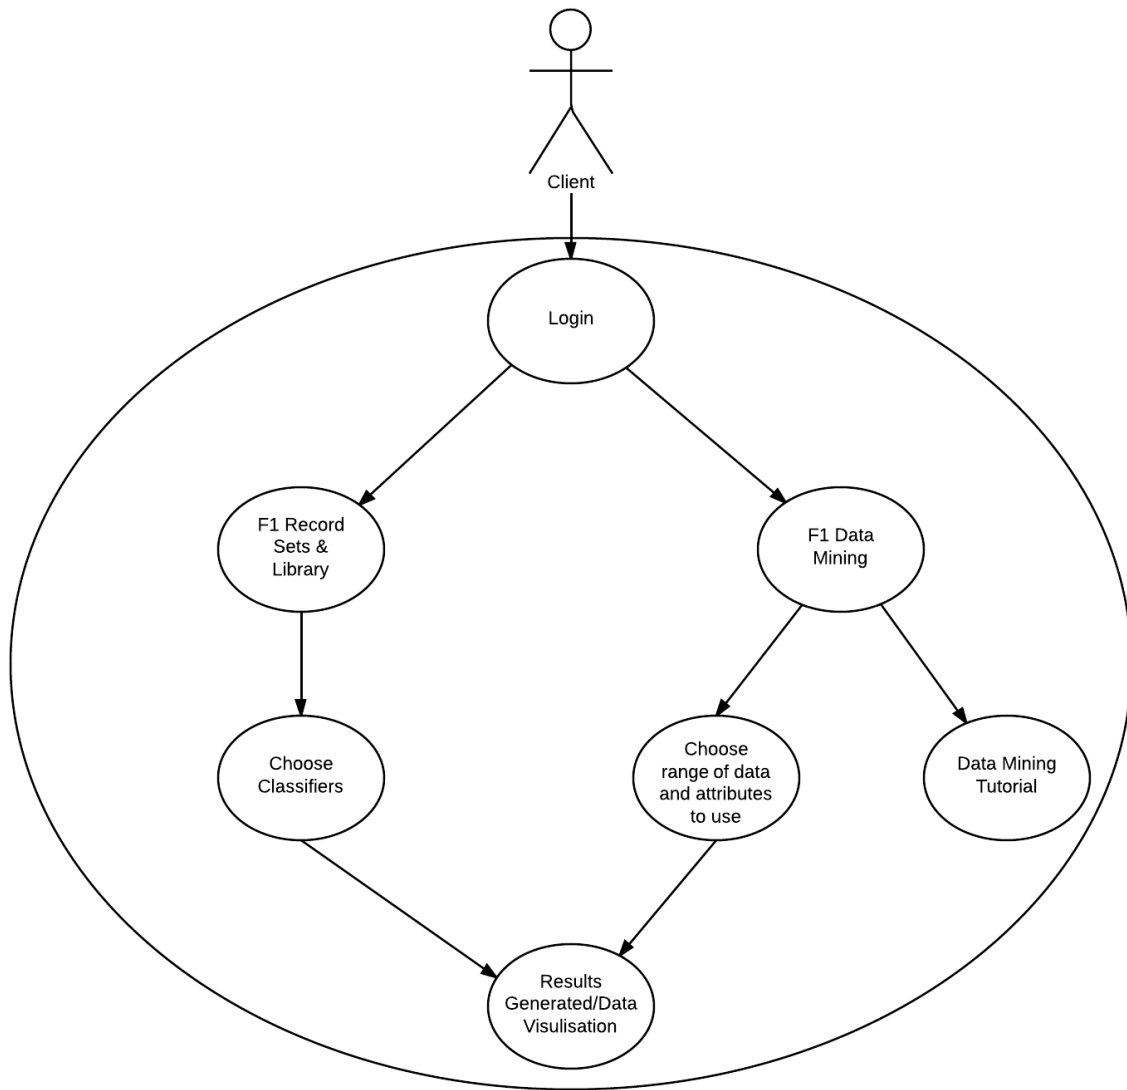 Client
Login
F1 Record
Sets &
Library
F1 Data
Mining
Choose
Classifiers
Choose
range of data
and attributes
to use
Data Mining
Tutorial
Results
Generated/Data
Visulisation